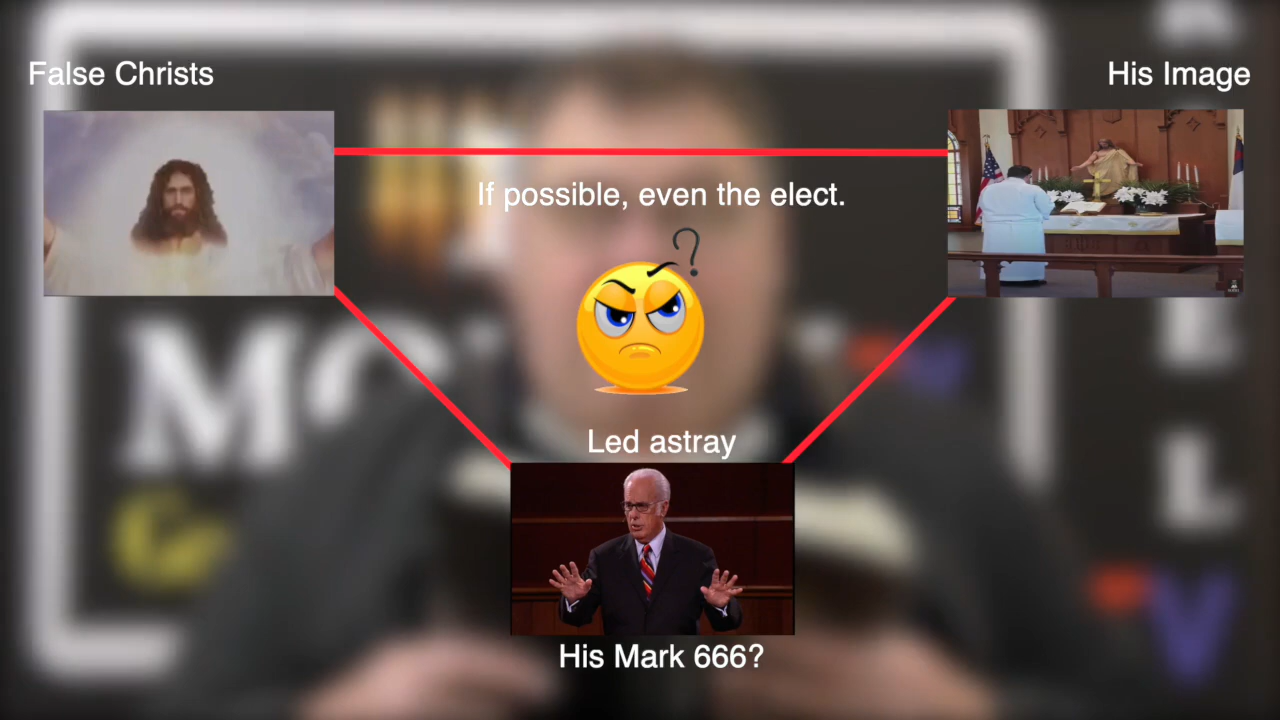 False Christs
His Image
If possible, even the elect.
?
Led astray
His Mark 666?